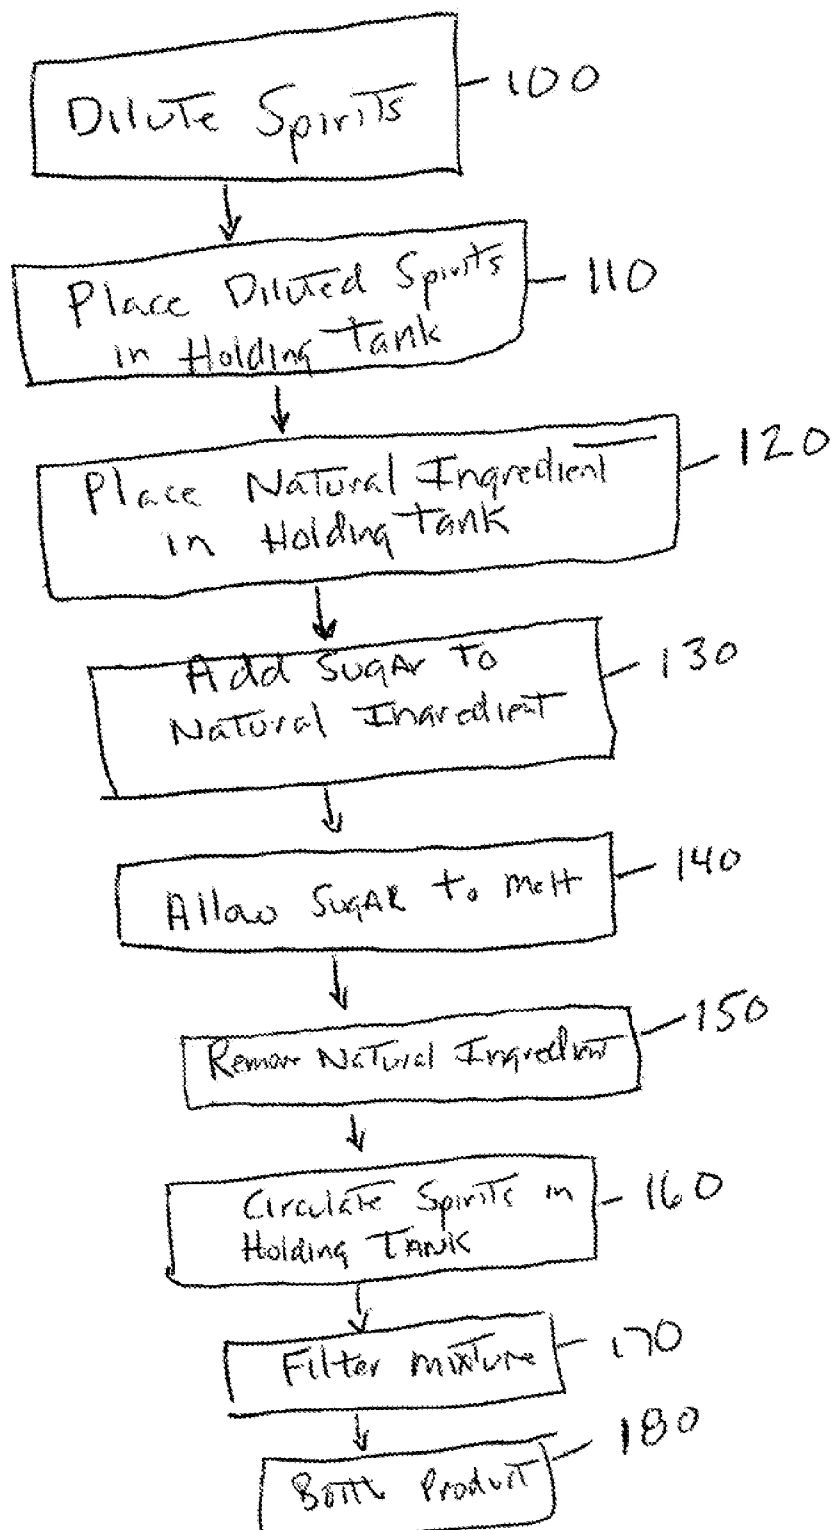 Dilute Spirits
100
Place Diluted Spirits
in Holding Tank
110
Place Natural Ingredient
in Holding Tank
120
Add Sugar to
Natural Ingredient
130
Allow Sugar to melt
140
Remove Natural Ingredient
150
Circulate Spirits in
Holding Tank
160
Filter mixture
170
Bottle Product
180